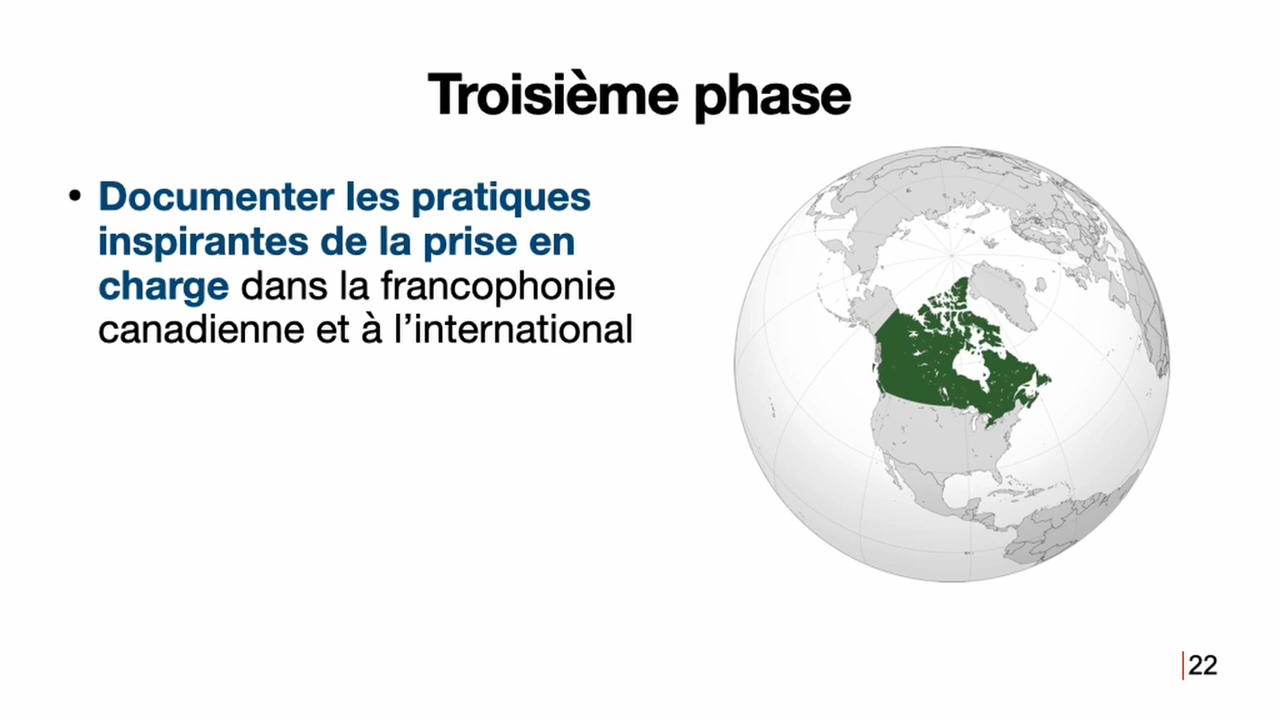 Troisième phase
• Documenter les pratiques
inspirantes de la prise en
charge dans la francophonie
canadienne et à l’international
22